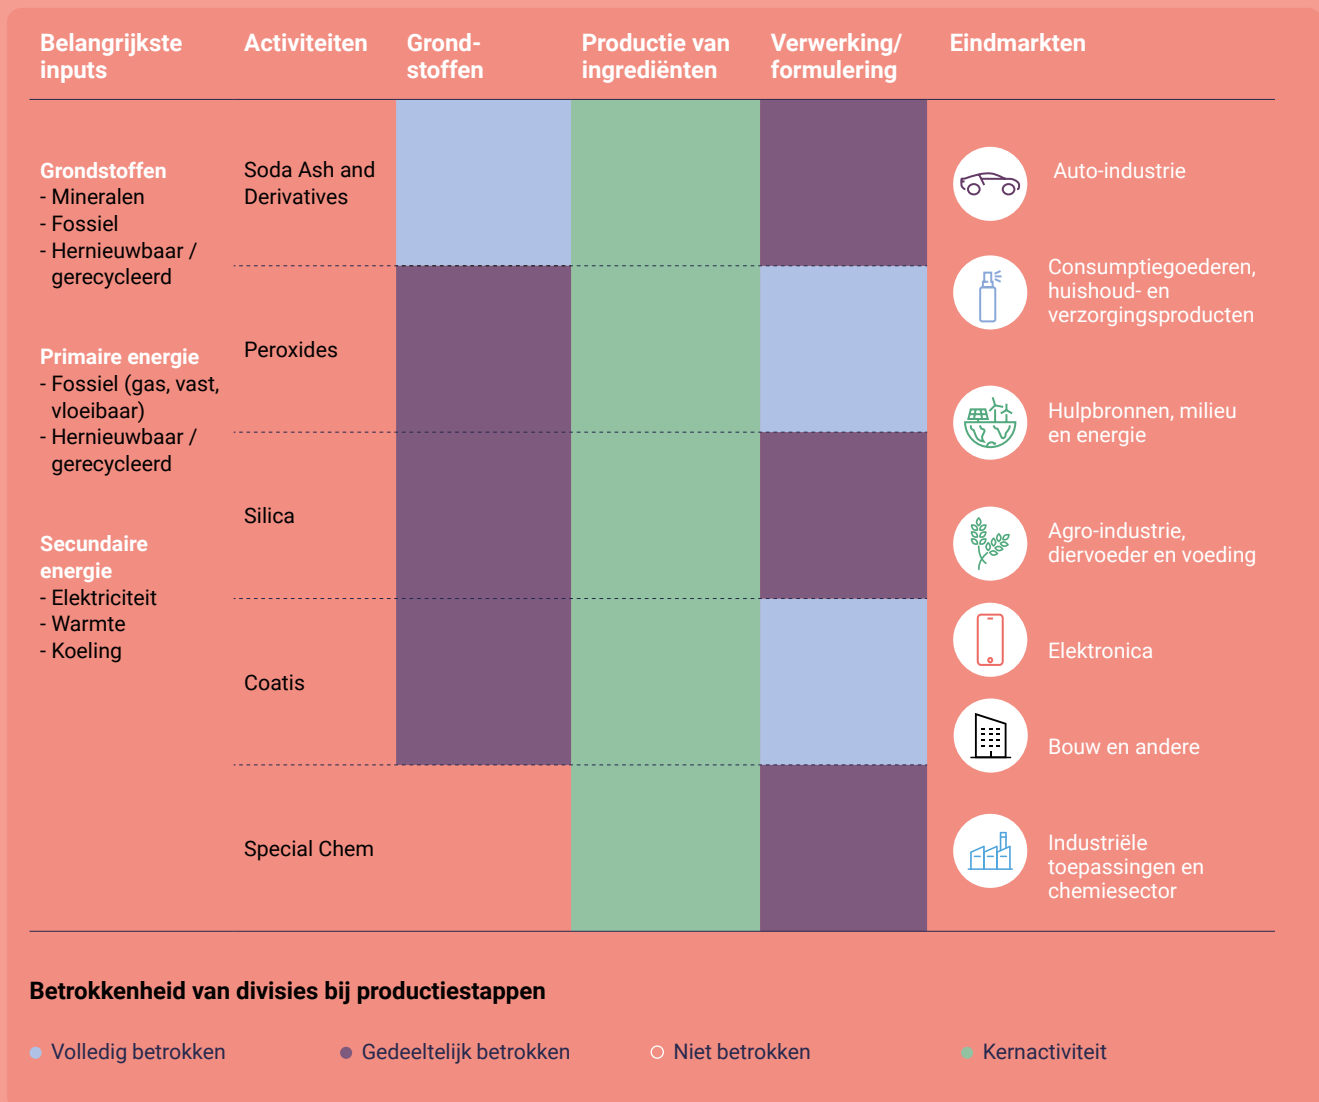 Belangrijkste
inputs
Activiteiten
Grond-
stoffen
Productie van
ingrediënten
Verwerking/
formulering
Eindmarkten
Grondstoffen
- Mineralen
- Fossiel
- Hernieuwbaar /
gerecycleerd
Primaire energie
- Fossiel (gas, vast,
vloeibaar)
- Hernieuwbaar /
gerecycleerd
Secundaire
energie
- Elektriciteit
- Warmte
- Koeling
Soda Ash and
Derivatives
Peroxides
Silica
Coatis
Special Chem
Auto-industrie
Consumptiegoederen,
huishoud- en
verzorgingsproducten
Hulpbronnen, milieu
en energie
Agro-industrie,
diervoeder en voeding
Elektronica
Bouw en andere
Industriële
toepassingen en
chemiesector
Betrokkenheid van divisies bij productiestappen
Volledig betrokken
Gedeeltelijk betrokken
Niet betrokken
Kernactiviteit